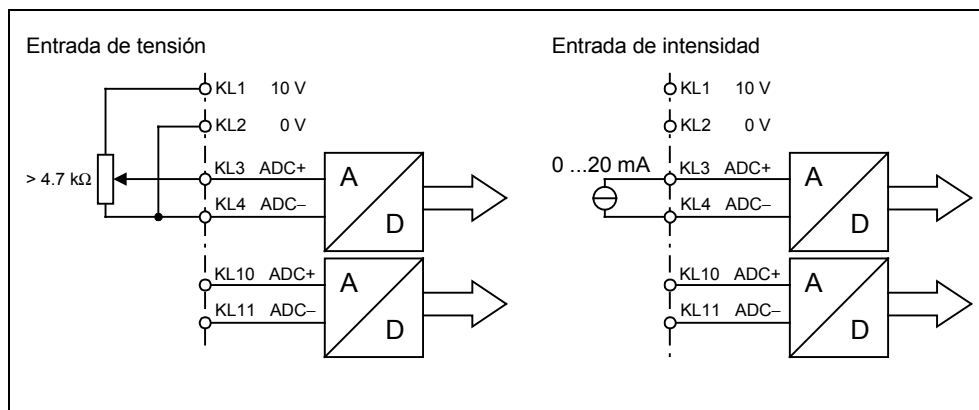 Entrada de tensión
KL1 10 V
KL2 0 V
> 4.7 kΩ
KL3 ADC+
KL4 ADC–
A
D
KL10 ADC+
KL11 ADC–
A
D
Entrada de intensidad
KL1 10 V
KL2 0 V
0 ...20 mA
KL3 ADC+
KL4 ADC–
A
D
KL10 ADC+
KL11 ADC–
A
D